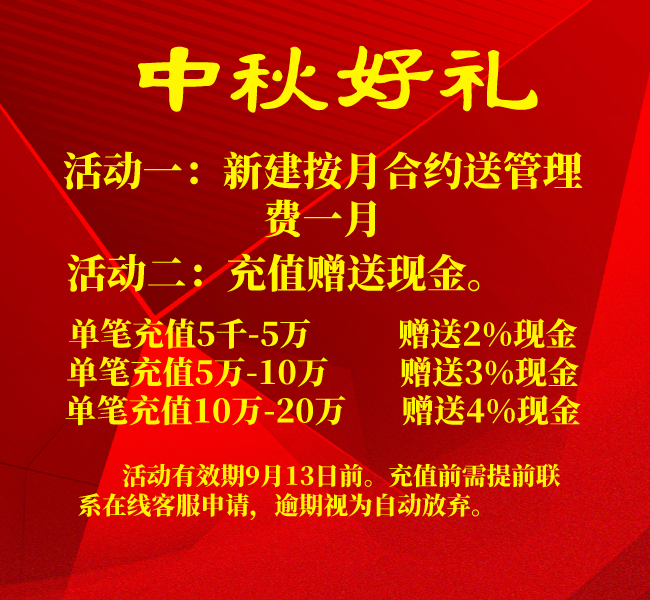 中秋好礼
活动一：新建按月合约送管理
费一月
活动二：充值赠送现金。
单笔充值5千-5万 赠送2%现金
单笔充值5万-10万 赠送3%现金
单笔充值10万-20万 赠送4%现金
活动有效期9月13日前。充值前需提前联
系在线客服申请，逾期视为自动放弃。